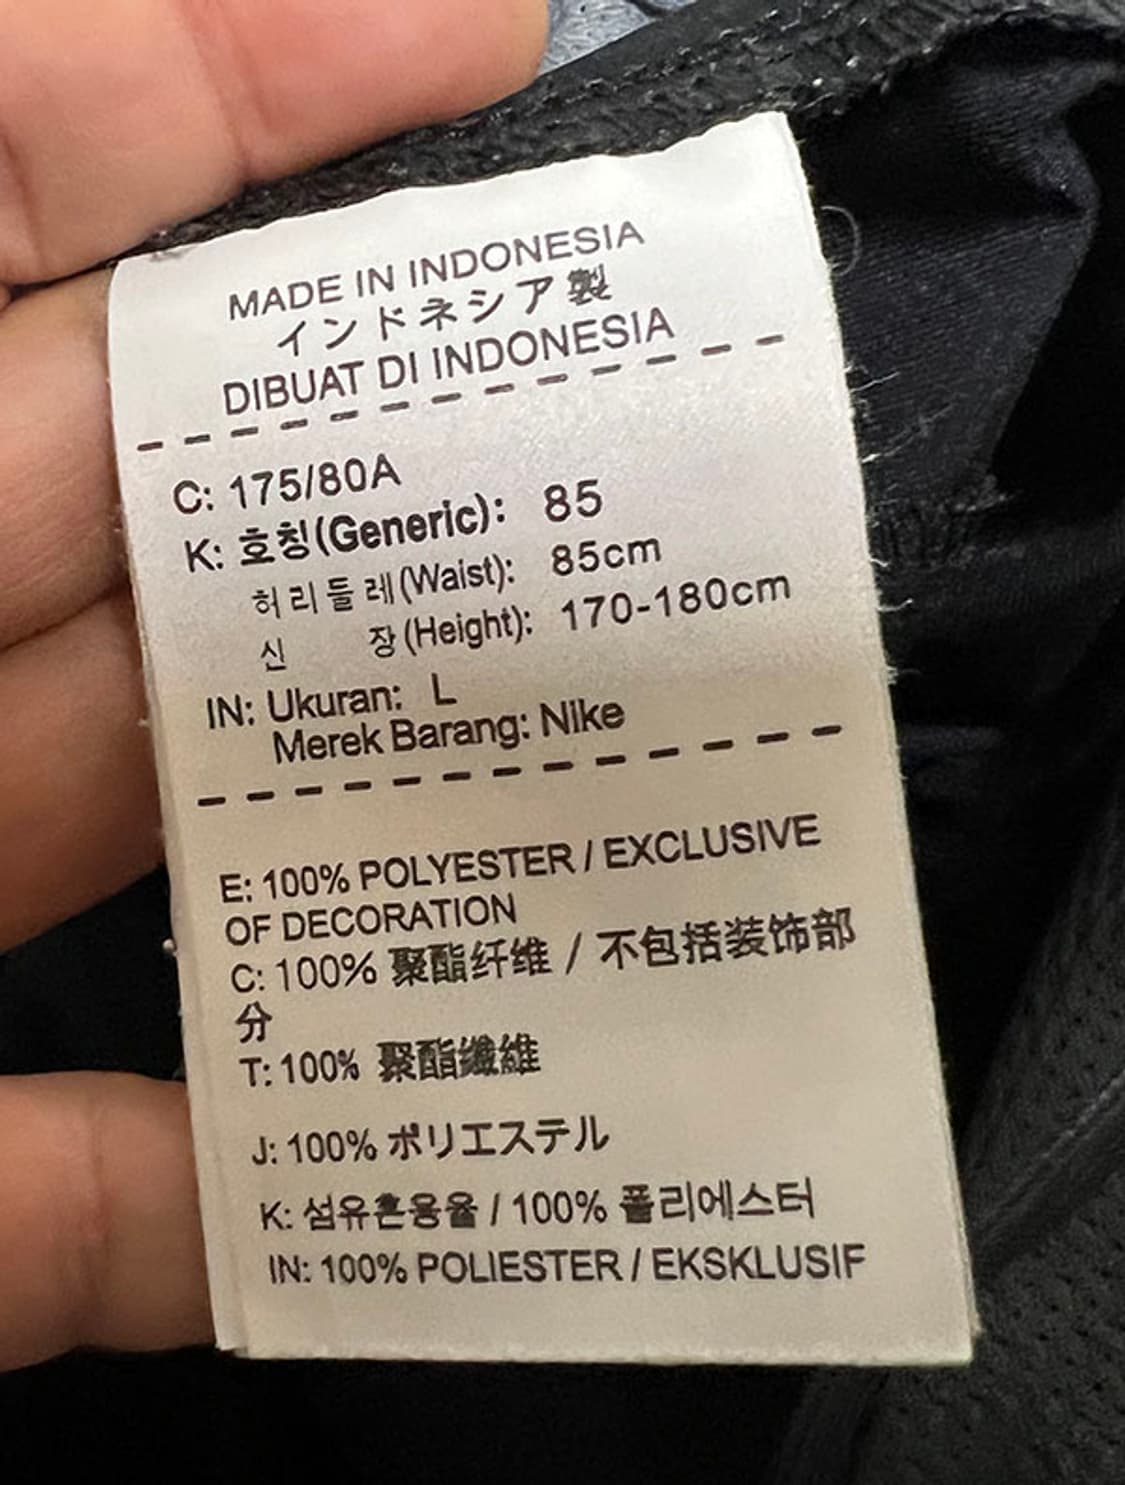 MADE IN INDONESIA
インドネシア製
DIBUAT DI INDONESIA
C: 175/80A
K: 호칭(Generic): 85
허리둘레(Waist): 85cm
신 장(Height): 170-180cm
IN: Ukuran: L
Merek Barang: Nike
E: 100% POLYESTER / EXCLUSIVE
OF DECORATION
C: 100% 聚酯纤维 / 不包括装饰部
分
T: 100% 聚酯纖維
J: 100% ポリエステル
K: 섬유혼용율 / 100% 폴리에스터
IN: 100% POLIESTER / EKSKLUSIF